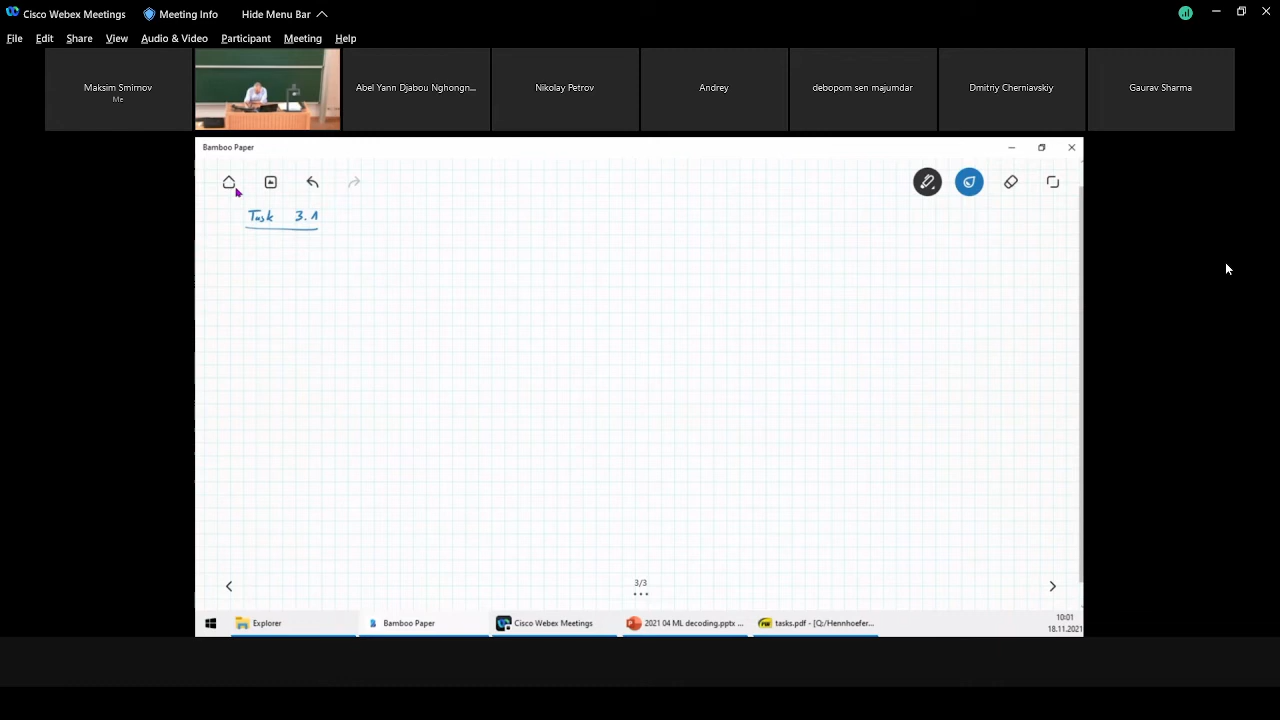 Cisco Webex Meetings Meeting Info Hide Menu Bar
File Edit Share View Audio & Video Participant Meeting Help
Maksim Smirnov
Me
Abel Yann Djabou Nghongn...
Nikolay Petrov
Andrey
debopom sen majumdar
Dmitriy Cherniavskiy
Gaurav Sharma
Bamboo Paper
Task 3.1
3/3
Explorer
Bamboo Paper
Cisco Webex Meetings
2021 04 ML decoding.pptx ...
tasks.pdf - [Q:/Hennhoefer...
10:01
18.11.2021